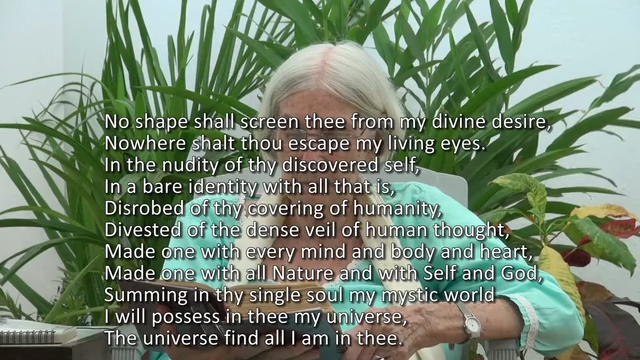 No shape shall screen thee from my divine desire,
Nowhere shalt thou escape my living eyes.
In the nudity of thy discovered self,
In a bare identity with all that is,
Disrobed of thy covering of humanity,
Divested of the dense veil of human thought,
Made one with every mind and body and heart,
Made one with all Nature and with Self and God,
Summing in thy single soul my mystic world
I will possess in thee my universe,
The universe find all I am in thee.